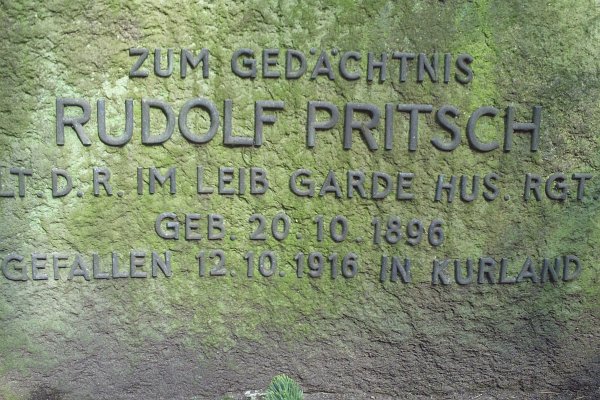 ZUM GEDÄCHTNIS
RUDOLF PRITSCH
LT. D. R. IM LEIB GARDE HUS. RGT.
GEB. 20. 10. 1896
GEFALLEN 12. 10. 1916 IN KURLAND